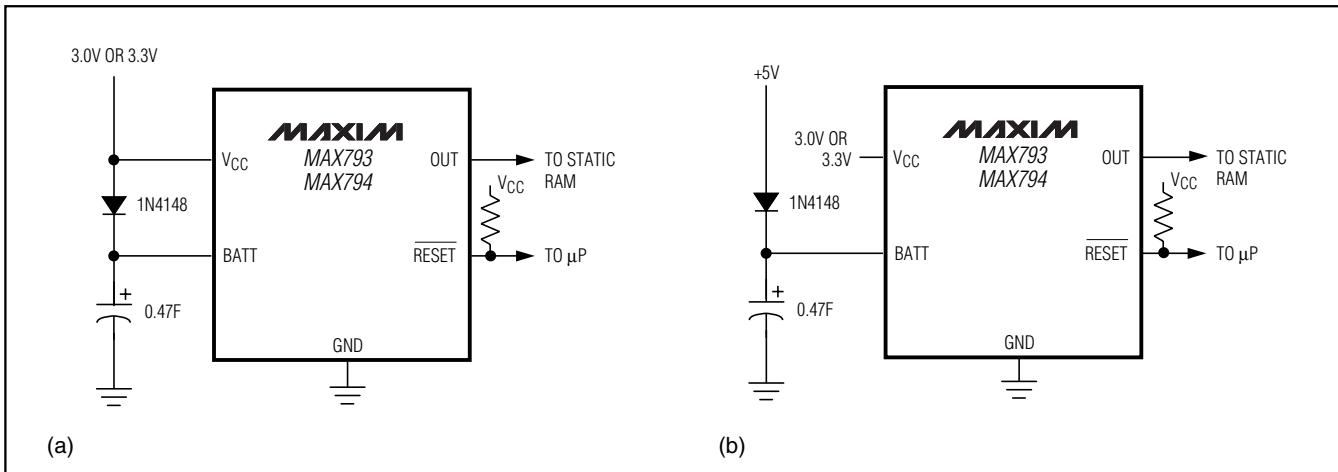 3.0V OR 3.3V
MAXIM
MAX793
MAX794
VCC
OUT
TO STATIC
RAM
VCC
1N4148
BATT
RESET
TO µP
+
0.47F
GND
(a)
+5V
3.0V OR
3.3V
MAXIM
MAX793
MAX794
VCC
OUT
TO STATIC
RAM
VCC
1N4148
BATT
RESET
TO µP
+
0.47F
GND
(b)